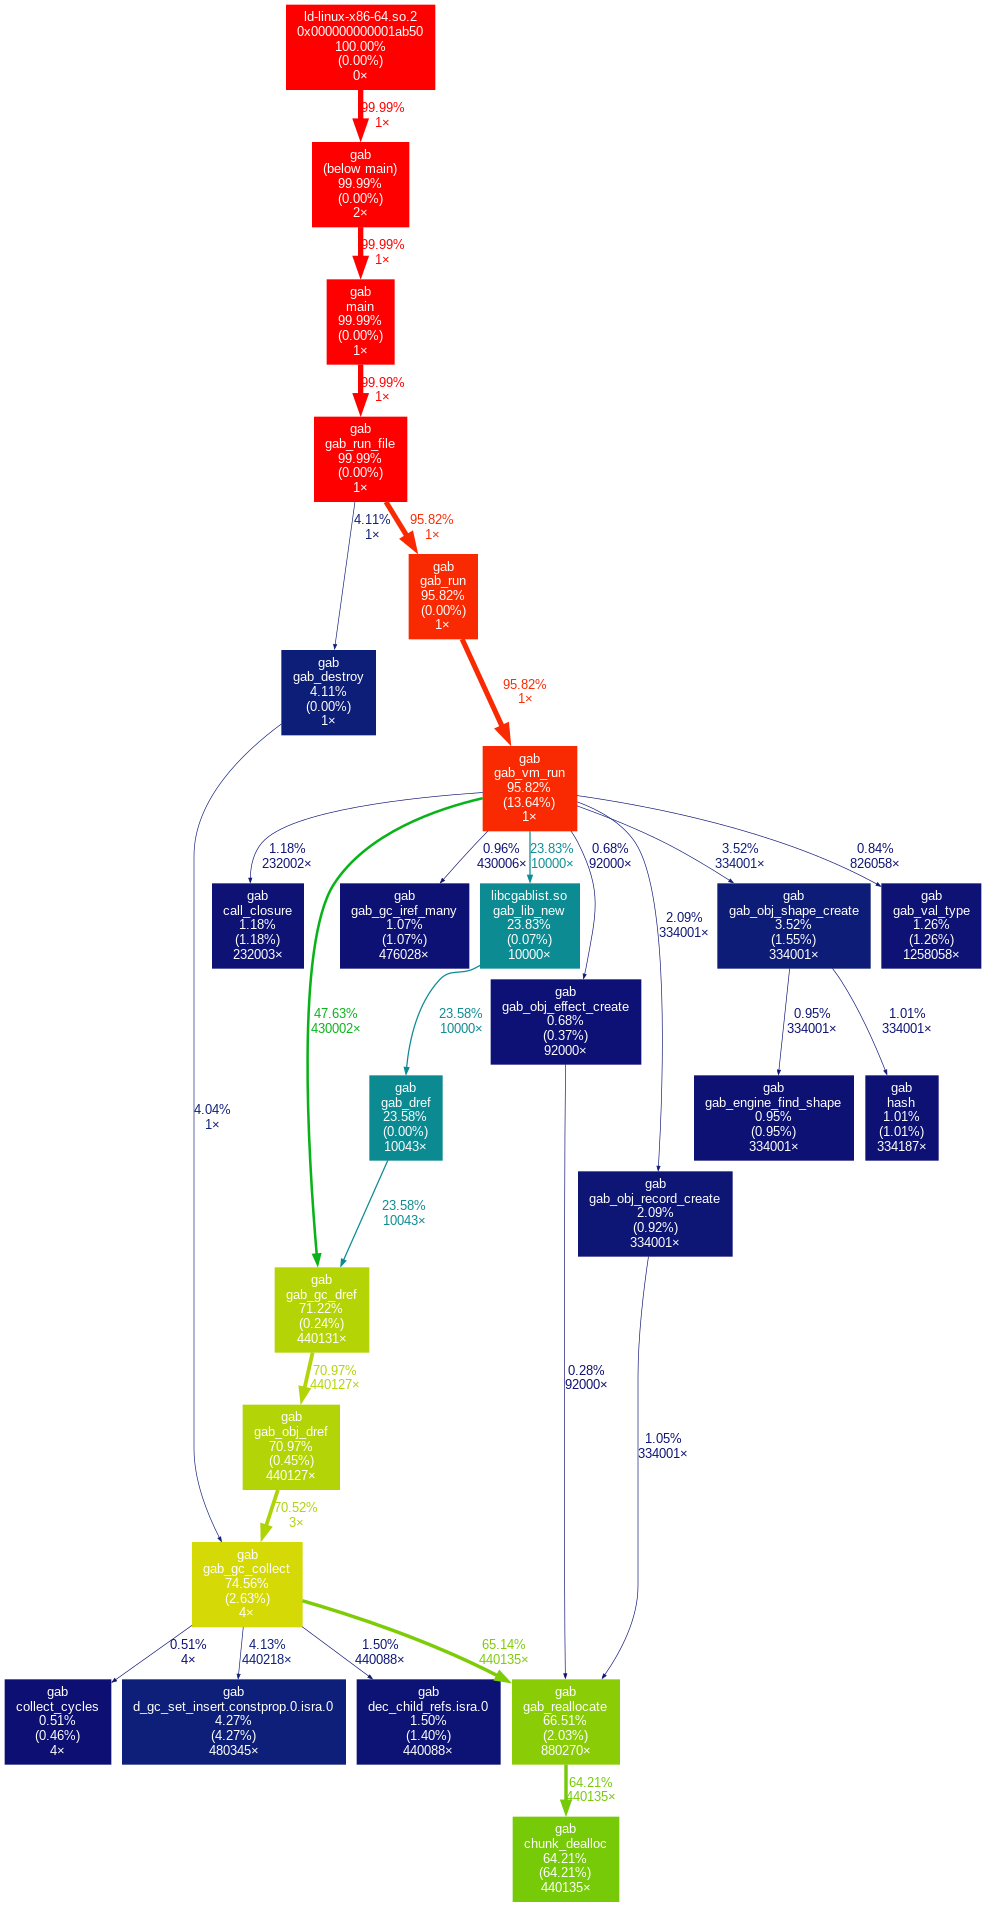 ld-linux-x86-64.so.2
0x000000000001ab50
100.00%
(0.00%)
0×
99.99%
1×
gab
(below main)
99.99%
(0.00%)
2×
99.99%
1×
gab
main
99.99%
(0.00%)
1×
99.99%
1×
gab
gab_run_file
99.99%
(0.00%)
1×
4.11%
1×
95.82%
1×
gab
gab_run
95.82%
(0.00%)
1×
gab
gab_destroy
4.11%
(0.00%)
1×
95.82%
1×
gab
gab_vm_run
95.82%
(13.64%)
1×
1.18%
232002×
0.96%
430006×
23.83%
10000×
0.68%
92000×
3.52%
334001×
0.84%
826058×
gab
call_closure
1.18%
(1.18%)
232003×
gab
gab_gc_iref_many
1.07%
(1.07%)
476028×
libcgablist.so
gab_lib_new
23.83%
(0.07%)
10000×
2.09%
334001×
gab
gab_obj_shape_create
3.52%
(1.55%)
334001×
gab
gab_val_type
1.26%
(1.26%)
1258058×
47.63%
430002×
23.58%
10000×
gab
gab_obj_effect_create
0.68%
(0.37%)
92000×
0.95%
334001×
1.01%
334001×
4.04%
1×
gab
gab_dref
23.58%
(0.00%)
10043×
gab
gab_engine_find_shape
0.95%
(0.95%)
334001×
gab
hash
1.01%
(1.01%)
334187×
23.58%
10043×
gab
gab_obj_record_create
2.09%
(0.92%)
334001×
gab
gab_gc_dref
71.22%
(0.24%)
440131×
70.97%
440127×
0.28%
92000×
gab
gab_obj_dref
70.97%
(0.45%)
440127×
1.05%
334001×
70.52%
3×
gab
gab_gc_collect
74.56%
(2.63%)
4×
0.51%
4×
4.13%
440218×
1.50%
440088×
65.14%
440135×
gab
collect_cycles
0.51%
(0.46%)
4×
gab
d_gc_set_insert.constprop.0.isra.0
4.27%
(4.27%)
480345×
gab
dec_child_refs.isra.0
1.50%
(1.40%)
440088×
gab
gab_reallocate
66.51%
(2.03%)
880270×
64.21%
440135×
gab
chunk_dealloc
64.21%
(64.21%)
440135×